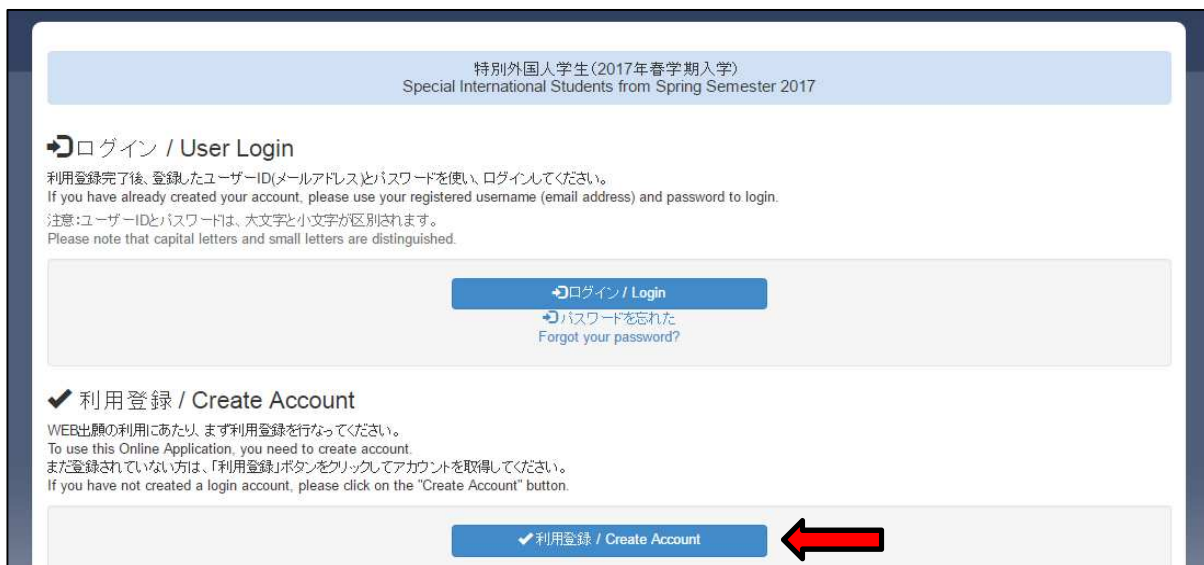 特別外国人学生(2017年春学期入学)
Special International Students from Spring Semester 2017
ログイン / User Login
利用登録完了後、登録したユーザーID(メールアドレス)とパスワードを使い、ログインしてください。
If you have already created your account, please use your registered username (email address) and password to login.
注意:ユーザーIDとパスワードは、大文字と小文字が区別されます。
Please note that capital letters and small letters are distinguished.
ログイン / Login
パスワードを忘れた
Forgot your password?
利用登録 / Create Account
WEB出願の利用にあたり、まず利用登録を行なってください。
To use this Online Application, you need to create account.
まだ登録されていない方は、「利用登録」ボタンをクリックしてアカウントを取得してください。
If you have not created a login account, please click on the "Create Account" button.
利用登録 / Create Account